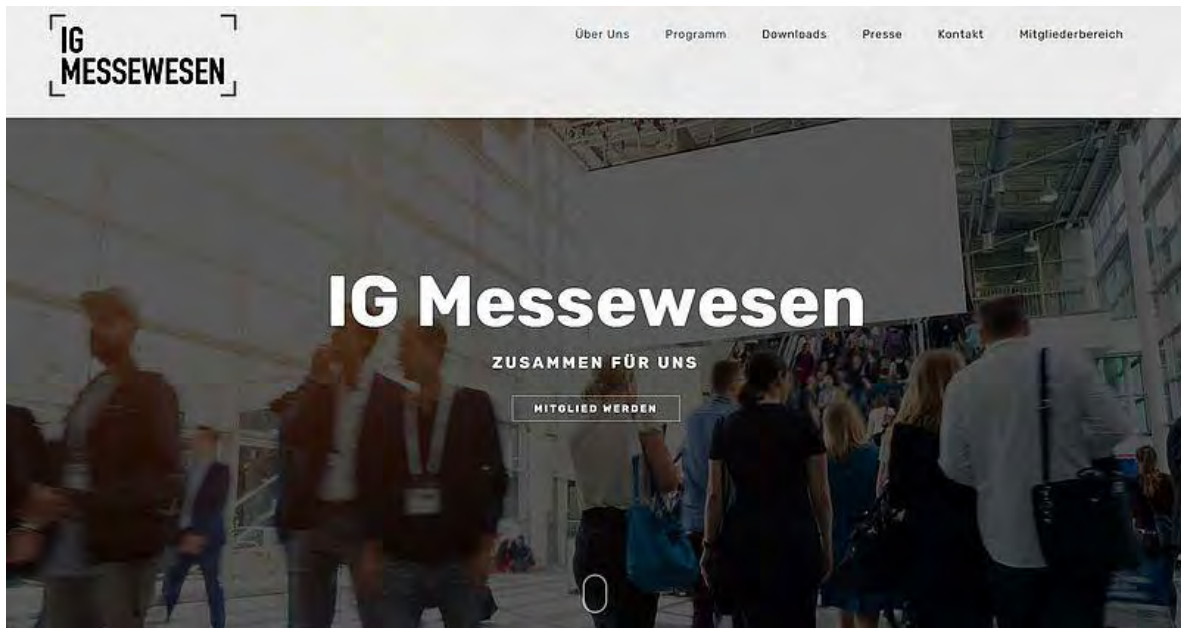 IG
MESSEWESEN
Über Uns Programm Downloads Presse Kontakt Mitgliederbereich
IG Messewesen
ZUSAMMEN FÜR UNS
MITGLIED WERDEN